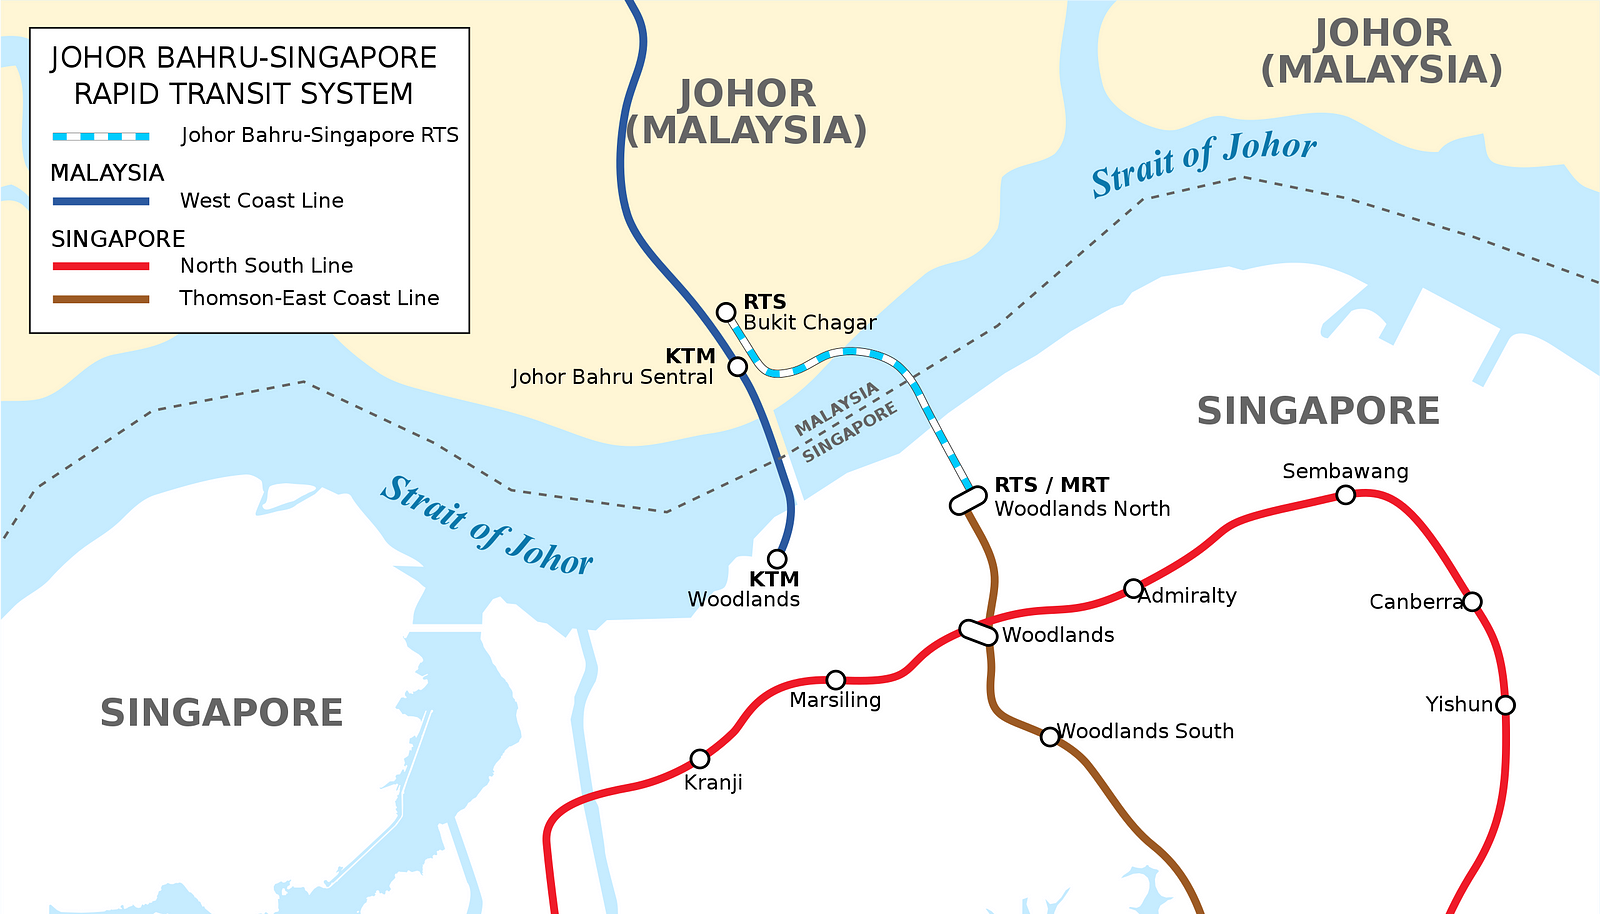 JOHOR BAHRU-SINGAPORE
RAPID TRANSIT SYSTEM
Johor Bahru-Singapore RTS
MALAYSIA
West Coast Line
SINGAPORE
North South Line
Thomson-East Coast Line
JOHOR
(MALAYSIA)
JOHOR
(MALAYSIA)
Strait of Johor
RTS
Bukit Chagar
KTM
Johor Bahru Sentral
MALAYSIA
SINGAPORE
SINGAPORE
Sembawang
RTS / MRT
Woodlands North
Strait of Johor
KTM
Woodlands
Admiralty
Canberra
Woodlands
SINGAPORE
Marsiling
Yishun
Woodlands South
Kranji